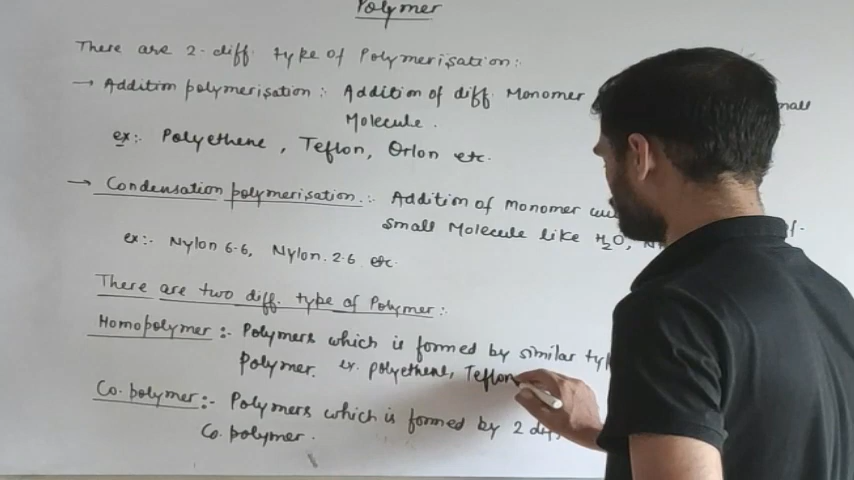 Polymer
There are 2 diff. type of Polymerisation:
→ Addition polymerisation : Addition of diff. Monomer
Molecule.
ex:- Polyethene, Teflon, Orlon etc.
→ Condensation polymerisation :- Addition of Monomer
Small Molecule like H2O,
ex:- Nylon 6-6, Nylon. 2-6 etc.
There are two diff. type of Polymer:-
Homopolymer :- Polymers which is formed by similar
Polymer. ex. polyethene, Teflon
Co.polymer:- Polymers which is formed by 2
Co.polymer.